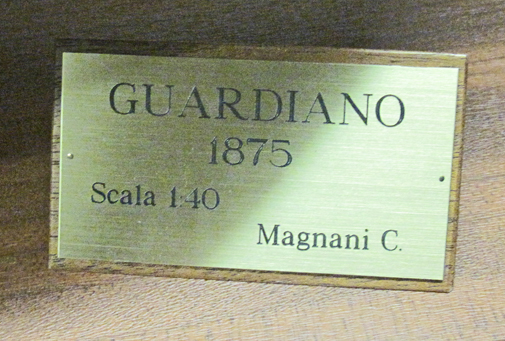 GUARDIANO
1875
Scala 1:40
Magnani C.